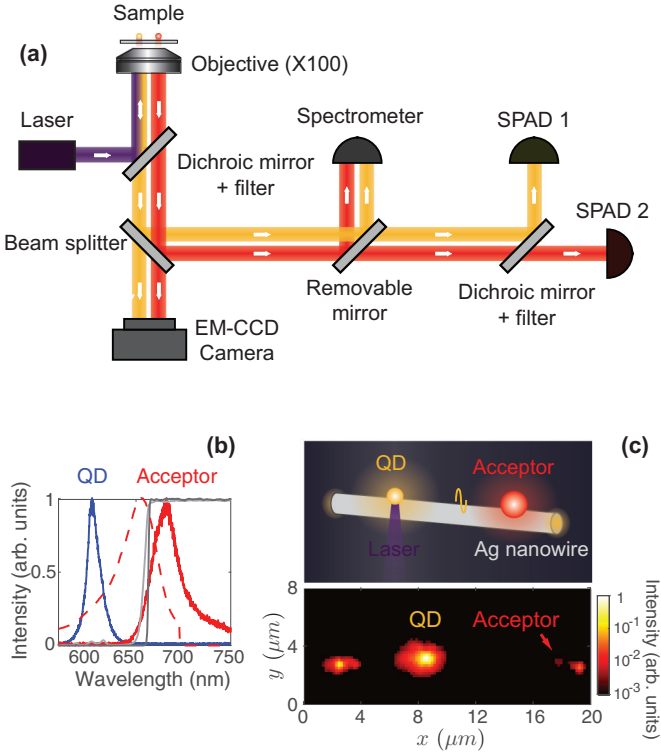 Sample
(a)
Objective (X100)
Laser
Spectrometer
SPAD 1
Dichroic mirror
+ filter
SPAD 2
Beam splitter
Removable
mirror
Dichroic mirror
+ filter
EM-CCD
Camera
(b)
QD
Acceptor
Intensity (arb. units)
1
0.5
0
600
650
700
750
Wavelength (nm)
(c)
QD
Acceptor
Laser
Ag nanowire
8
4
0
y (μm)
QD
Acceptor
0
4
8
12
16
20
x (μm)
1
10-1
10-2
10-3
Intensity (arb. units)